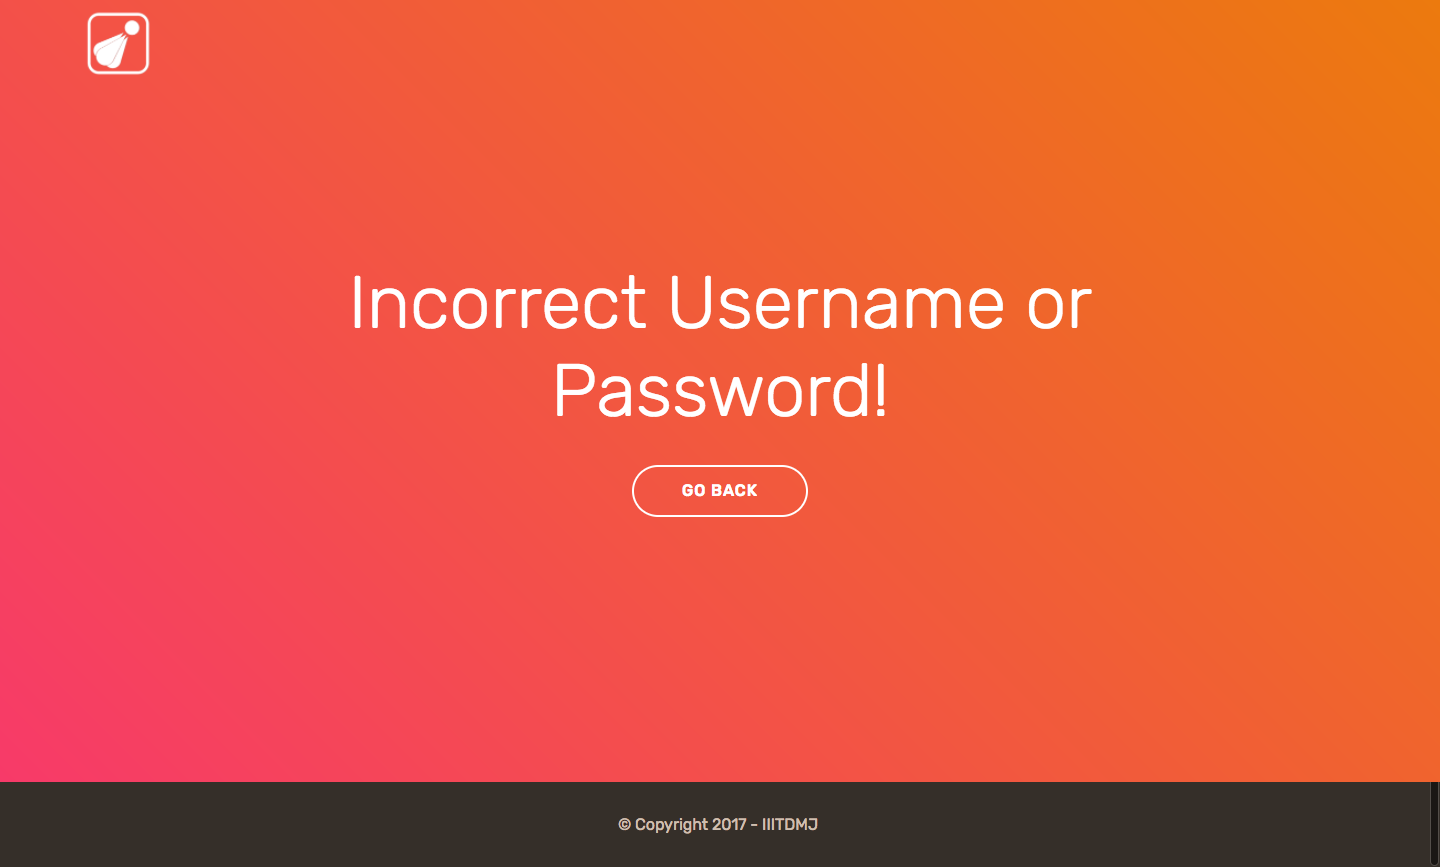 Incorrect Username or
Password!
GO BACK
© Copyright 2017 - IIITDMJ